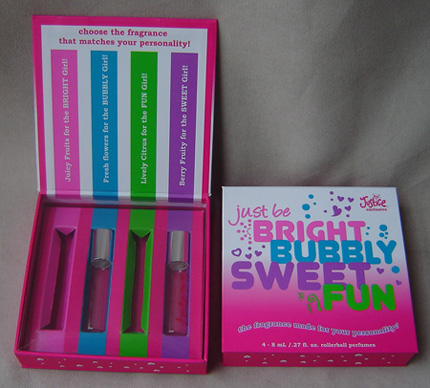 choose the fragrance
that matches your personality!
Juicy Fruits for the BRIGHT Girl!
Fresh flowers for the BUBBLY Girl!
Lively Citrus for the FUN Girl!
Berry Fruity for the SWEET Girl!
Justice
exclusive
just be
BRIGHT
BUBBLY
SWEET
FUN
the fragrance made for your personality!
4 - 8 mL / .27 fl. oz. rollerball perfumes